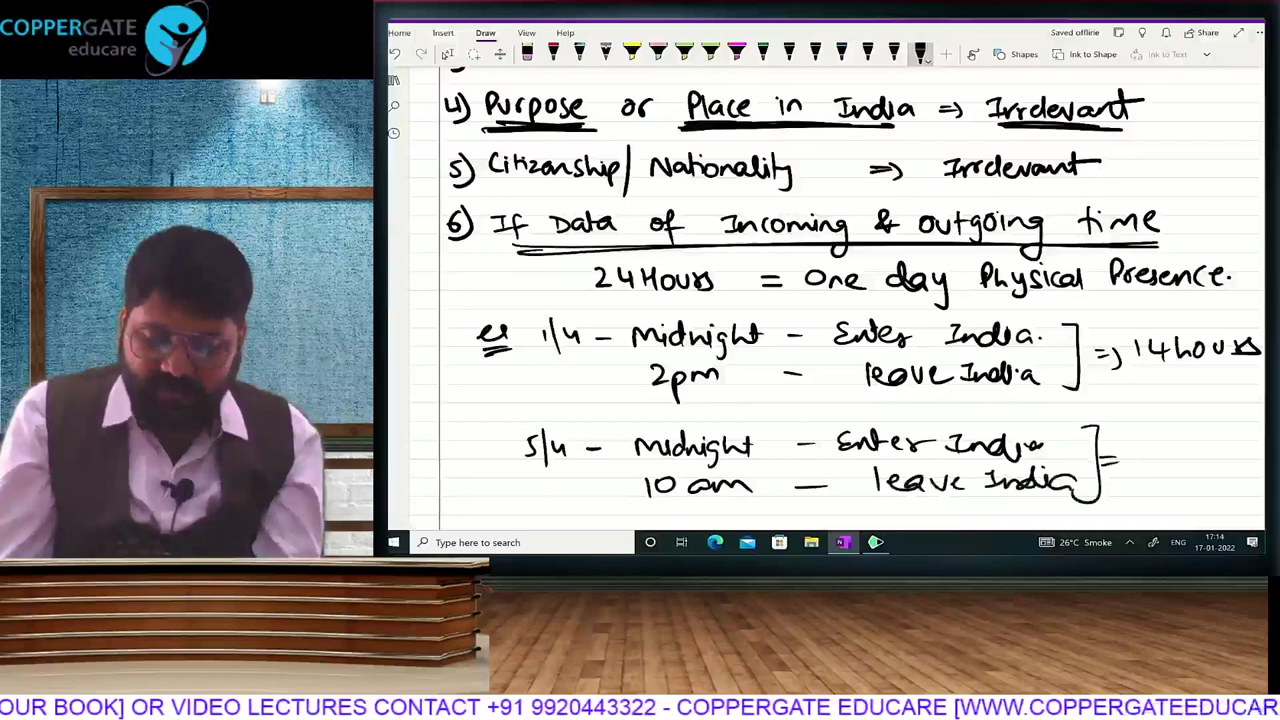 COPPERGATE
educare
Home Insert Draw View Help Saved offline Share
Shapes Ink to Shape Ink to Text
4) Purpose or Place in India => Irrelevant
5) Citizanship/ Nationality => Irrelevant
6) If Data of Incoming & outgoing time
24 Hours = One day Physical Presence.
ex 1/4 - Midnight - Enter India. => 14 hours
2pm - leave India
5/4 - Midnight - Enter India =
10 am - leave India
Type here to search 26°C Smoke ENG 17:14
17-01-2022
OUR BOOK] OR VIDEO LECTURES CONTACT +91 9920443322 - COPPERGATE EDUCARE [WWW.COPPERGATEEDUCAR